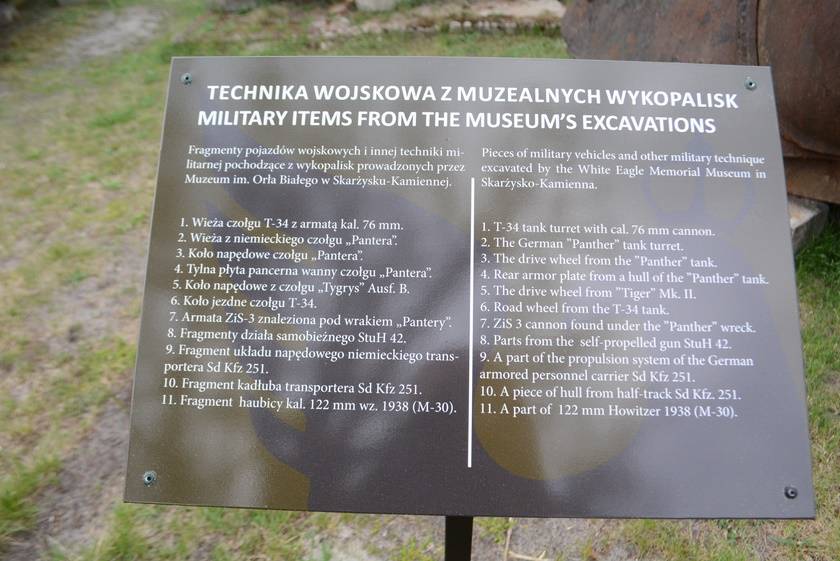 TECHNIKA WOJSKOWA Z MUZEALNYCH WYKOPALISK
MILITARY ITEMS FROM THE MUSEUM'S EXCAVATIONS
Fragmenty pojazdów wojskowych i innej techniki mi-
litarnej pochodzące z wykopalisk prowadzonych przez
Muzeum im. Orła Białego w Skarżysku-Kamiennej.
1. Wieża czołgu T-34 z armatą kal. 76 mm.
2. Wieża z niemieckiego czołgu „Pantera”.
3. Koło napędowe czołgu „Pantera”.
4. Tylna płyta pancerna wanny czołgu „Pantera”.
5. Koło napędowe z czołgu „Tygrys” Ausf. B.
6. Koło jezdne czołgu T-34.
7. Armata ZiS-3 znaleziona pod wrakiem „Pantery”.
8. Fragmenty działa samobieżnego StuH 42.
9. Fragment układu napędowego niemieckiego trans-
portera Sd Kfz 251.
10. Fragment kadłuba transportera Sd Kfz 251.
11. Fragment haubicy kal. 122 mm wz. 1938 (M-30).
Pieces of military vehicles and other military technique
excavated by the White Eagle Memorial Museum in
Skarżysko-Kamienna.
1. T-34 tank turret with cal. 76 mm cannon.
2. The German ”Panther” tank turret.
3. The drive wheel from the ”Panther” tank.
4. Rear armor plate from a hull of the ”Panther” tank.
5. The drive wheel from ”Tiger” Mk. II.
6. Road wheel from the T-34 tank.
7. ZiS 3 cannon found under the ”Panther” wreck.
8. Parts from the self-propelled gun StuH 42.
9. A part of the propulsion system of the German
armored personnel carrier Sd Kfz 251.
10. A piece of hull from half-track Sd Kfz. 251.
11. A part of 122 mm Howitzer 1938 (M-30).